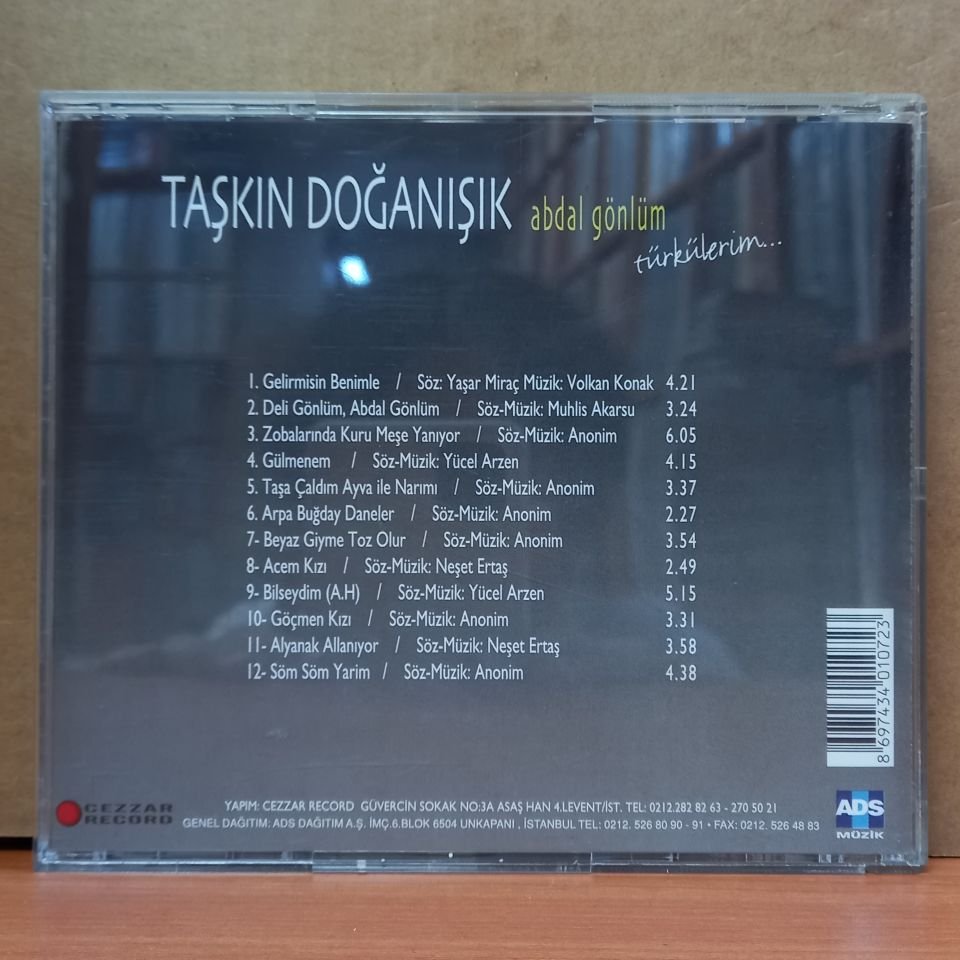 TAŞKIN DOĞANIŞIK abdal gönlüm
türkülerim...
1. Gelirmisin Benimle / Söz: Yaşar Miraç Müzik: Volkan Konak 4.21
2. Deli Gönlüm, Abdal Gönlüm / Söz-Müzik: Muhlis Akarsu 3.24
3. Zobalarında Kuru Meşe Yanıyor / Söz-Müzik: Anonim 6.05
4. Gülmenem / Söz-Müzik: Yücel Arzen 4.15
5. Taşa Çaldım Ayva ile Narımı / Söz-Müzik: Anonim 3.37
6. Arpa Buğday Daneler / Söz-Müzik: Anonim 2.27
7- Beyaz Giyme Toz Olur / Söz-Müzik: Anonim 3.54
8- Acem Kızı / Söz-Müzik: Neşet Ertaş 2.49
9- Bilseydim (A.H) / Söz-Müzik: Yücel Arzen 5.15
10- Göçmen Kızı / Söz-Müzik: Anonim 3.31
11- Alyanak Allanıyor / Söz-Müzik: Neşet Ertaş 3.58
12- Söm Söm Yarim / Söz-Müzik: Anonim 4.38
8 697434 010723
CEZZAR
RECORD
YAPIM: CEZZAR RECORD GÜVERCİN SOKAK NO:3A ASAŞ HAN 4.LEVENT/İST. TEL: 0212.282 82 63 - 270 50 21
GENEL DAĞITIM: ADS DAĞITIM A.Ş. İMÇ.6.BLOK 6504 UNKAPANI , İSTANBUL TEL: 0212. 526 80 90 - 91 • FAX: 0212. 526 48 83
ADS
MÜZİK